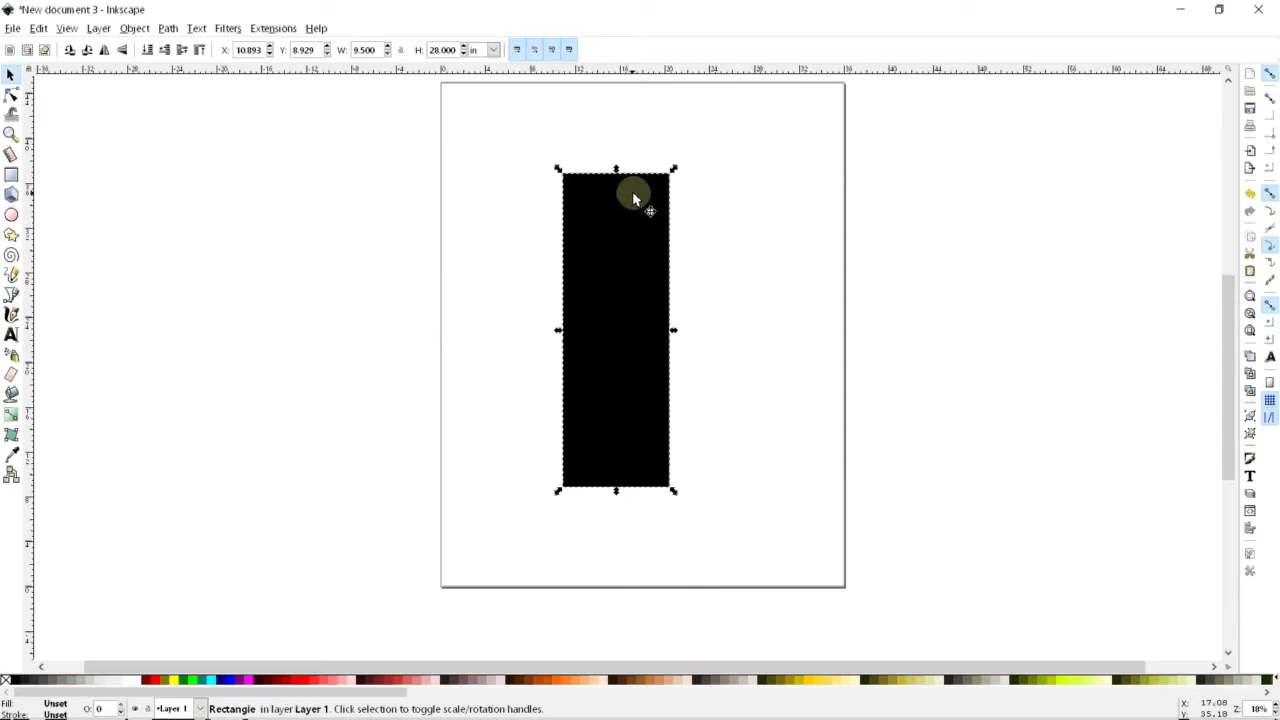 *New document 3 - Inkscape
File Edit View Layer Object Path Text Filters Extensions Help
X: 10.893 Y: 8.929 W: 9.500 H: 28.000 in
Fill: Unset
Stroke: Unset
O: 0
•Layer 1
Rectangle in layer Layer 1. Click selection to toggle scale/rotation handles.
X: 17.08
Y: 35.18
Z: 18%